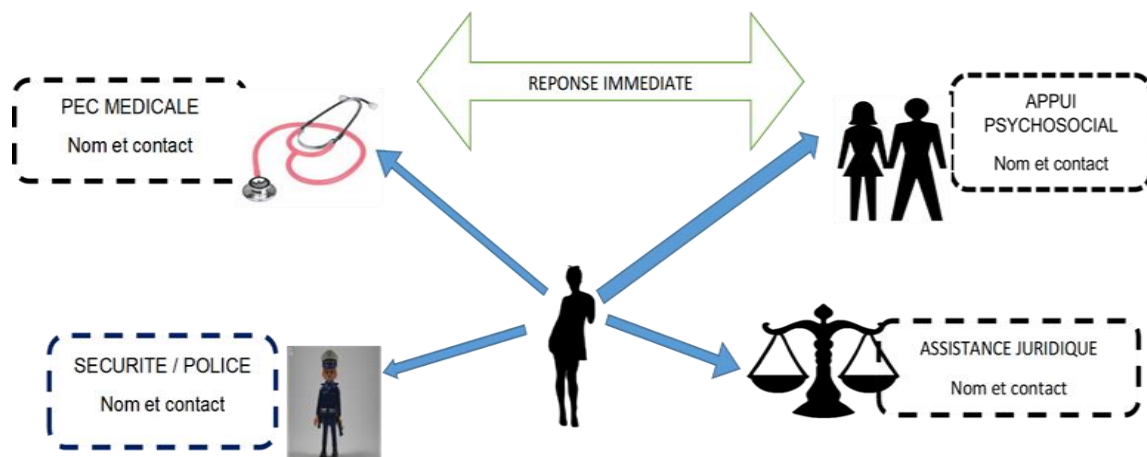 REPONSE IMMEDIATE
PEC MEDICALE
Nom et contact
APPUI
PSYCHOSOCIAL
Nom et contact
SECURITE / POLICE
Nom et contact
ASSISTANCE JURIDIQUE
Nom et contact